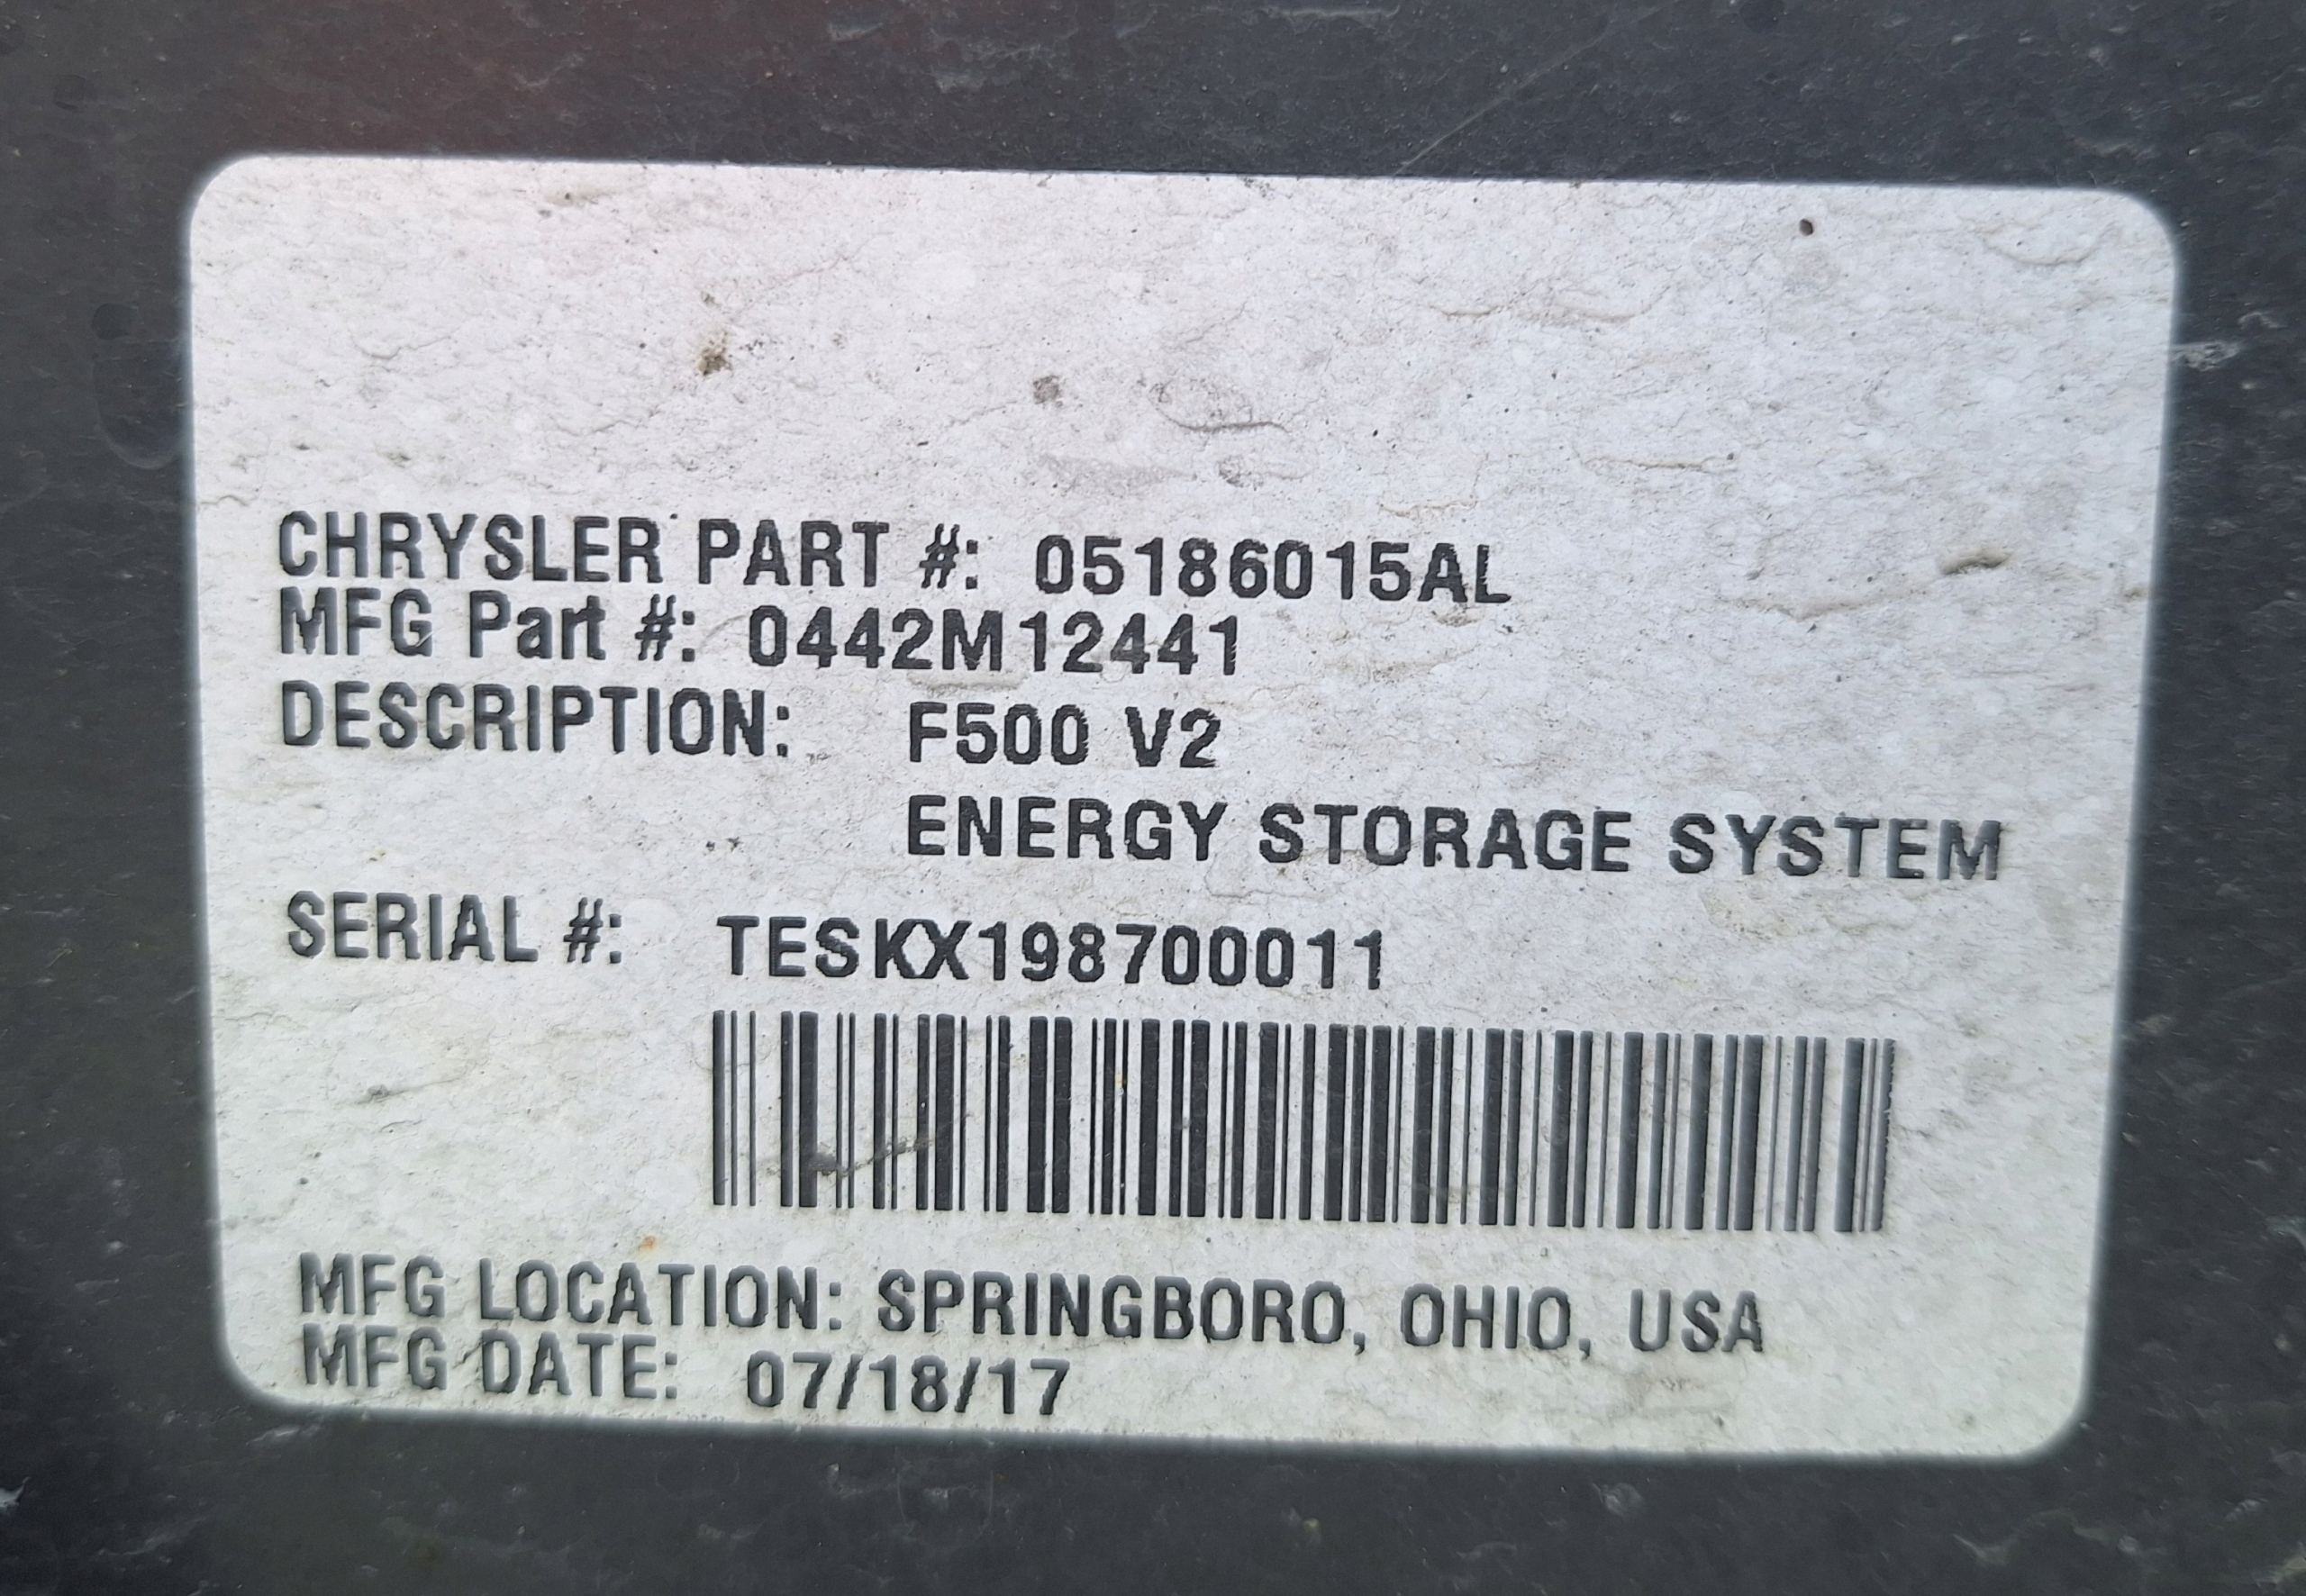 CHRYSLER PART #: 05186015AL
MFG Part #: 0442M12441
DESCRIPTION: F500 V2
ENERGY STORAGE SYSTEM
SERIAL #: TESKX198700011
MFG LOCATION: SPRINGBORO, OHIO, USA
MFG DATE: 07/18/17